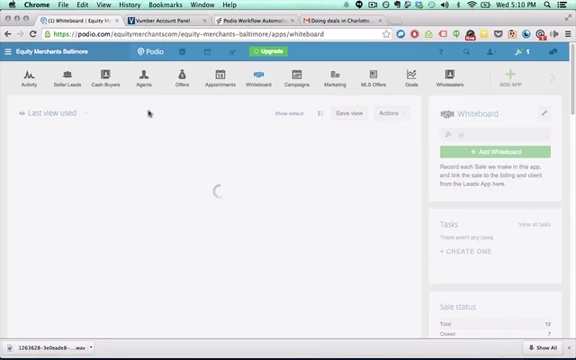 Chrome File Edit View History Bookmarks Window Help
Wed 5:10 PM
(1) Whiteboard | Equity M
Vumber Account Panel
Podio Workflow Automati
Doing deals in Charlotte
https://podio.com/equitymerchantscom/equity-merchants-baltimore/apps/whiteboard
Equity Merchants Baltimore
Podio
Upgrade
1
Activity
Seller Leads
Cash Buyers
Agents
Offers
Appointments
Whiteboard
Campaigns
Marketing
MLS Offers
Goals
Wholesalers
ADD APP
Last view used
Show default
Save view
Actions
Whiteboard
+ Add Whiteboard
Record each Sale we make in this app,
and link the sale to the listing and client
from the Leads App here.
Tasks
View all tasks
There aren't any tasks.
+ CREATE ONE
Sale status
Total: 12
Closed: 7
1263628-3e0eade8-....wav
Show All